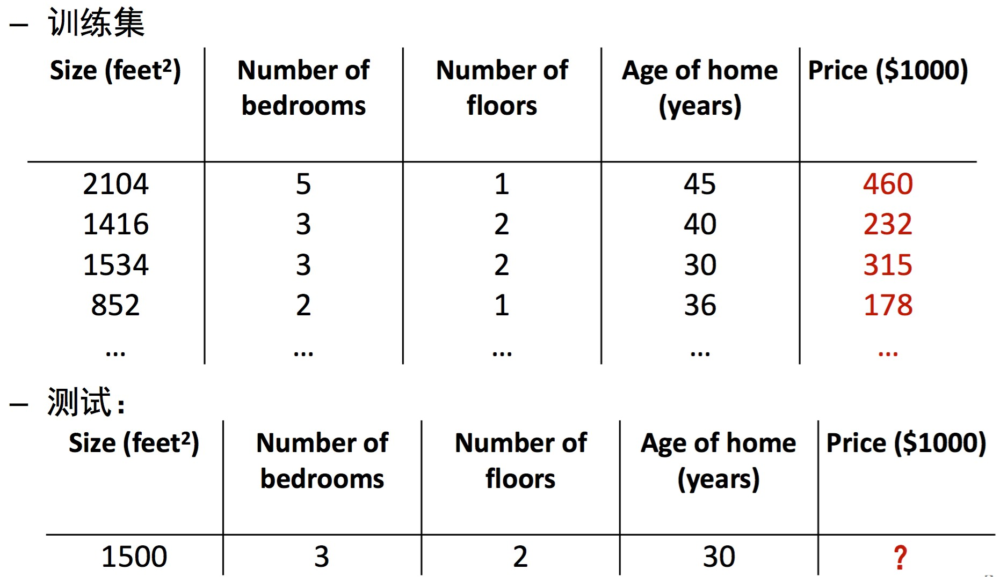 – 训练集
Size (feet²) Number of bedrooms Number of floors Age of home (years) Price ($1000)
2104 5 1 45 460
1416 3 2 40 232
1534 3 2 30 315
852 2 1 36 178
... ... ... ... ...
– 测试：
Size (feet²) Number of bedrooms Number of floors Age of home (years) Price ($1000)
1500 3 2 30 ?